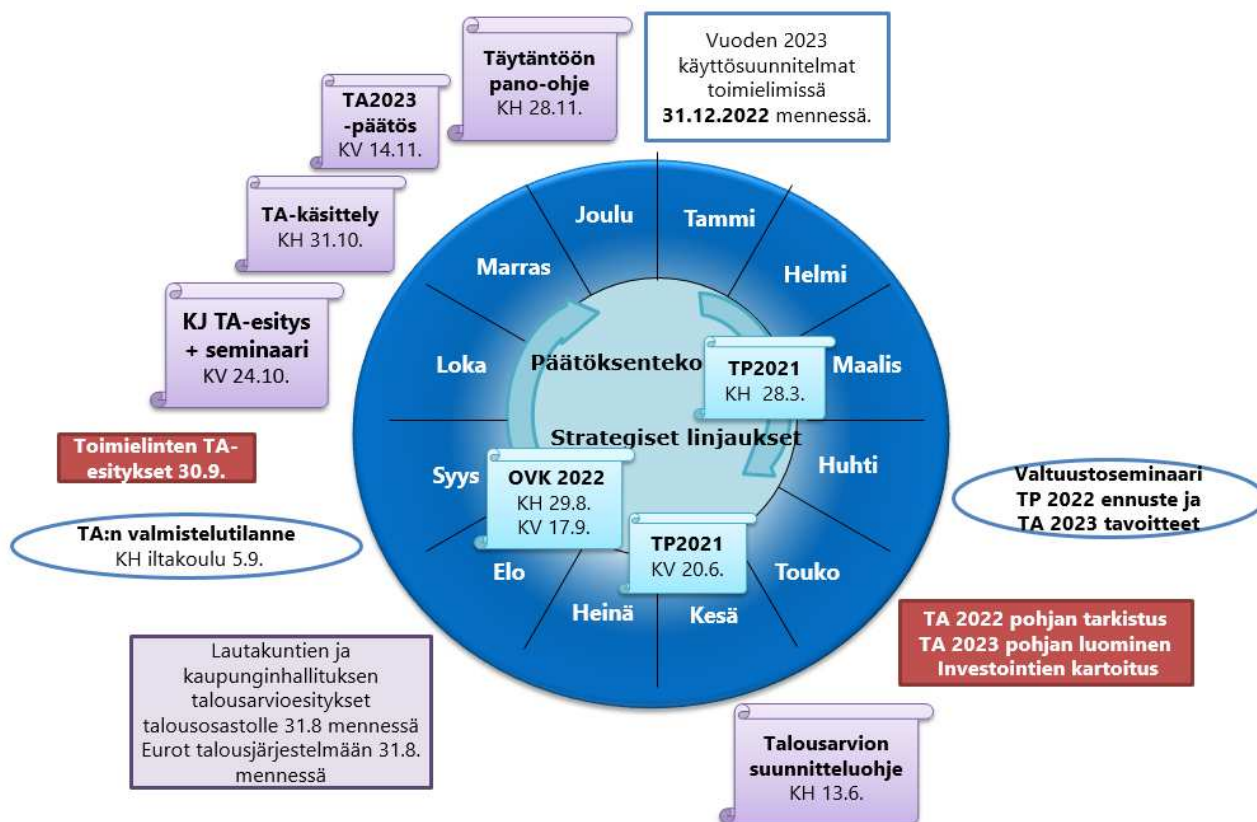 Täytäntöön
pano-ohje
KH 28.11.
Vuoden 2023
käyttösuunnitelmat
toimielimissä
31.12.2022 mennessä.
TA2023
-päätös
KV 14.11.
TA-käsittely
KH 31.10.
KJ TA-esitys
+ seminaari
KV 24.10.
Joulu
Tammi
Marras
Helmi
Loka
Maalis
Syys
Huhti
Elo
Touko
Heinä
Kesä
Päätöksenteko
TP2021
KH 28.3.
Strategiset linjaukset
OVK 2022
KH 29.8.
KV 17.9.
TP2021
KV 20.6.
Toimielinten TA-
esitykset 30.9.
TA:n valmistelutilanne
KH iltakoulu 5.9.
Valtuustoseminaari
TP 2022 ennuste ja
TA 2023 tavoitteet
TA 2022 pohjan tarkistus
TA 2023 pohjan luominen
Investointien kartoitus
Lautakuntien ja
kaupunginhallituksen
talousarvioesitykset
talousosastolle 31.8 mennessä
Eurot talousjärjestelmään 31.8.
mennessä
Talousarvion
suunnitteluohje
KH 13.6.